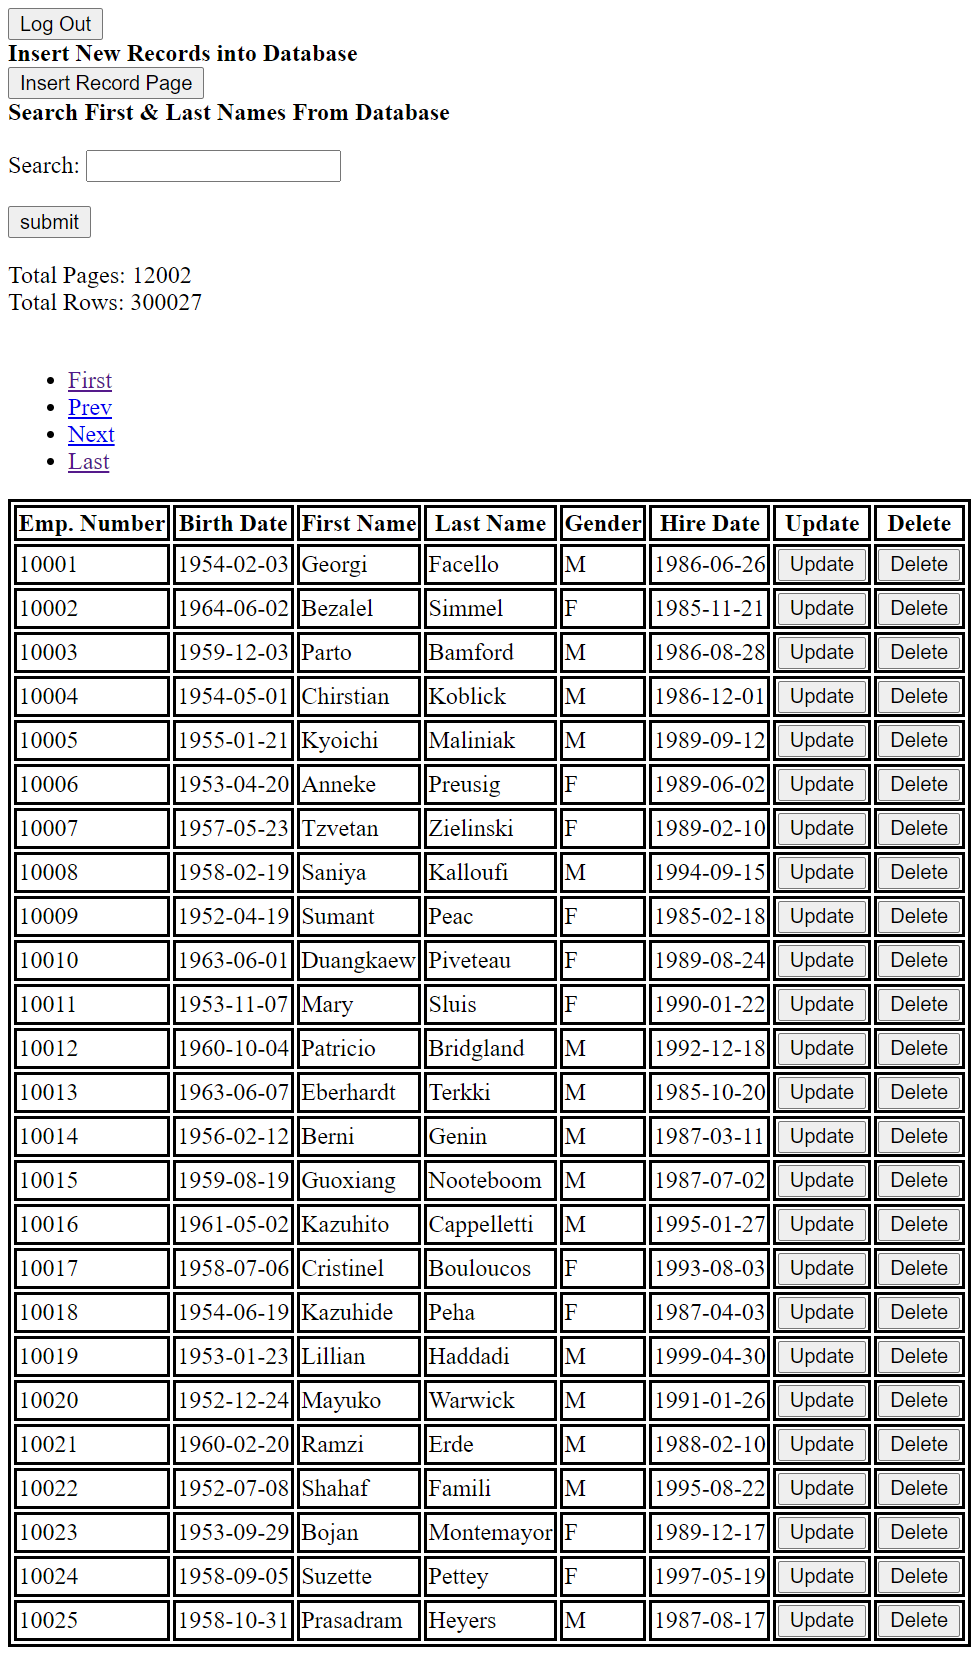 Log Out
Insert New Records into Database
Insert Record Page
Search First & Last Names From Database
Search:
submit
Total Pages: 12002
Total Rows: 300027
First
Prev
Next
Last
Emp. Number Birth Date First Name Last Name Gender Hire Date Update Delete
10001 1954-02-03 Georgi Facello M 1986-06-26 Update Delete
10002 1964-06-02 Bezalel Simmel F 1985-11-21 Update Delete
10003 1959-12-03 Parto Bamford M 1986-08-28 Update Delete
10004 1954-05-01 Chirstian Koblick M 1986-12-01 Update Delete
10005 1955-01-21 Kyoichi Maliniak M 1989-09-12 Update Delete
10006 1953-04-20 Anneke Preusig F 1989-06-02 Update Delete
10007 1957-05-23 Tzvetan Zielinski F 1989-02-10 Update Delete
10008 1958-02-19 Saniya Kalloufi M 1994-09-15 Update Delete
10009 1952-04-19 Sumant Peac F 1985-02-18 Update Delete
10010 1963-06-01 Duangkaew Piveteau F 1989-08-24 Update Delete
10011 1953-11-07 Mary Sluis F 1990-01-22 Update Delete
10012 1960-10-04 Patricio Bridgland M 1992-12-18 Update Delete
10013 1963-06-07 Eberhardt Terkki M 1985-10-20 Update Delete
10014 1956-02-12 Berni Genin M 1987-03-11 Update Delete
10015 1959-08-19 Guoxiang Nooteboom M 1987-07-02 Update Delete
10016 1961-05-02 Kazuhito Cappelletti M 1995-01-27 Update Delete
10017 1958-07-06 Cristinel Bouloucos F 1993-08-03 Update Delete
10018 1954-06-19 Kazuhide Peha F 1987-04-03 Update Delete
10019 1953-01-23 Lillian Haddadi M 1999-04-30 Update Delete
10020 1952-12-24 Mayuko Warwick M 1991-01-26 Update Delete
10021 1960-02-20 Ramzi Erde M 1988-02-10 Update Delete
10022 1952-07-08 Shahaf Famili M 1995-08-22 Update Delete
10023 1953-09-29 Bojan Montemayor F 1989-12-17 Update Delete
10024 1958-09-05 Suzette Pettey F 1997-05-19 Update Delete
10025 1958-10-31 Prasadram Heyers M 1987-08-17 Update Delete